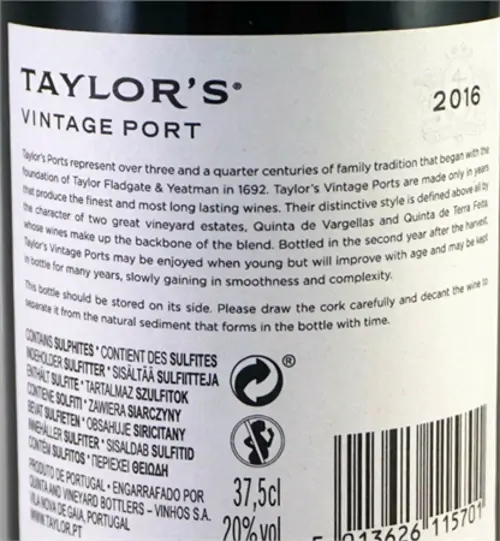 TAYLOR'S®
2016
VINTAGE PORT
Taylor's Ports represent over three and a quarter centuries of family tradition that began with the
foundation of Taylor Fladgate & Yeatman in 1692. Taylor's Vintage Ports are made only in years
that produce the finest and most long lasting wines. Their distinctive style is defined above all by
the character of two great vineyard estates, Quinta de Vargellas and Quinta de Terra Feita,
whose wines make up the backbone of the blend. Bottled in the second year after the harvest,
Taylor's Vintage Ports may be enjoyed when young but will improve with age and may be kept
in bottle for many years, slowly gaining in smoothness and complexity.
This bottle should be stored on its side. Please draw the cork carefully and decant the wine to
separate it from the natural sediment that forms in the bottle with time.
CONTAINS SULPHITES • CONTIENT DES SULFITES
INDEHOLDER SULFITTER • SISÄLTÄÄ SULFIITTEJA
ENTHÄLT SULFITE • TARTALMAZ SZULFITOK
CONTIENE SOLFITI • ZAWIERA SIARCZYNY
BEVAT SULFIETEN • OBSAHUJE SIRICITANY
INNEHÅLLER SULFITER • SISALDAB SULFITID
CONTÉM SULFITOS • ΠΕΡΙΕΧΕΙ ΘΕΙΩΔΗ
PRODUTO DE PORTUGAL • ENGARRAFADO POR
QUINTA AND VINEYARD BOTTLERS – VINHOS S.A.
VILA NOVA DE GAIA, PORTUGAL
WWW.TAYLOR.PT
®
37,5cl
20% vol
5 013626 115701